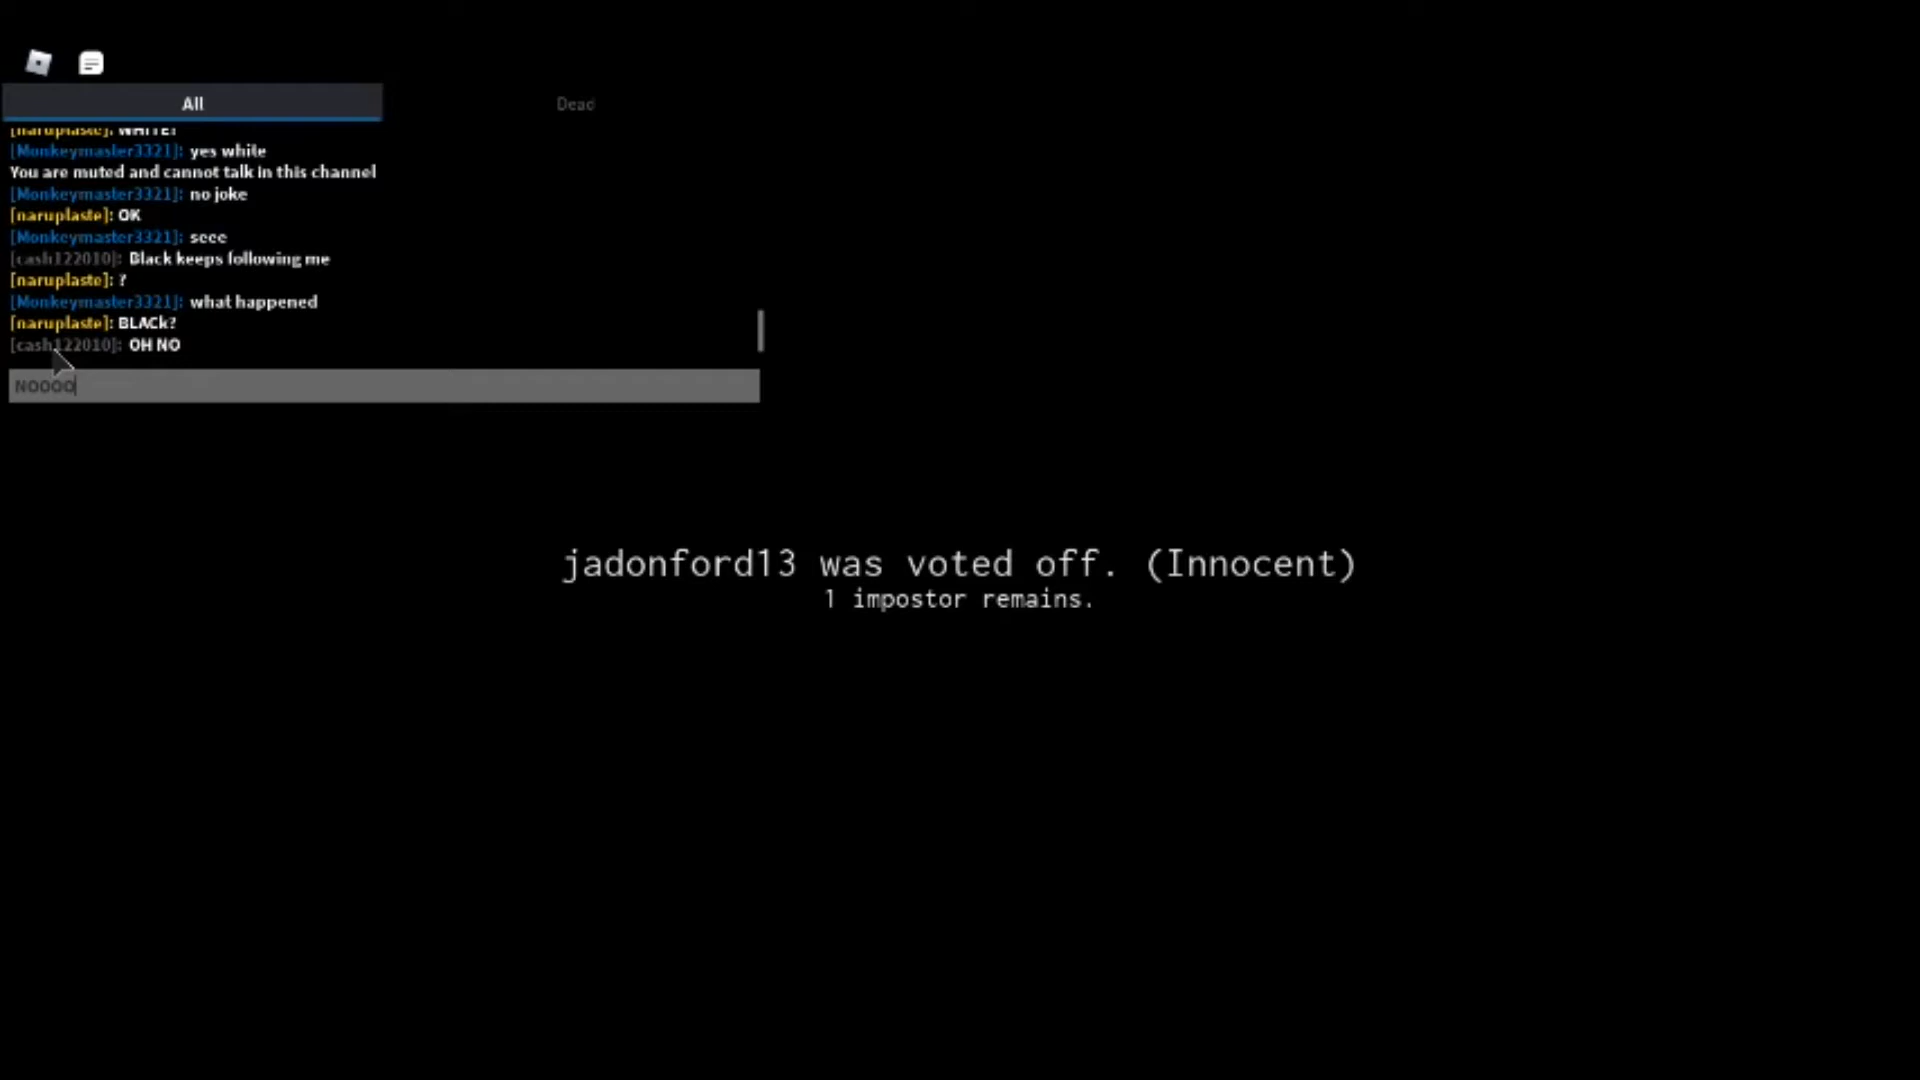 All
Dead
[naruplaste]: WHITE?
[Monkeymaster3321]: yes white
You are muted and cannot talk in this channel
[Monkeymaster3321]: no joke
[naruplaste]: OK
[Monkeymaster3321]: seee
[cash122010]: Black keeps following me
[naruplaste]: ?
[Monkeymaster3321]: what happened
[naruplaste]: BLACk?
[cash122010]: OH NO
NOOOO
jadonford13 was voted off. (Innocent)
1 impostor remains.